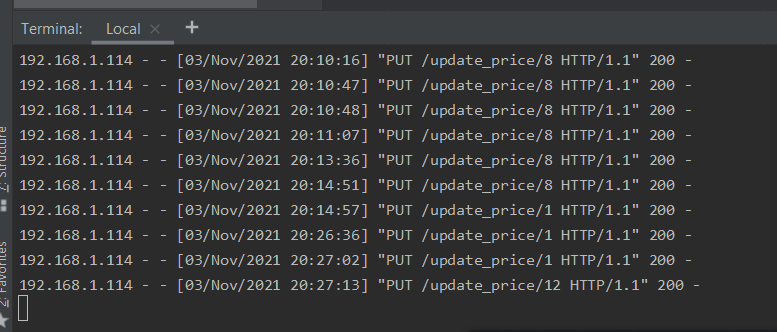 Terminal: Local × +
192.168.1.114 - - [03/Nov/2021 20:10:16] "PUT /update_price/8 HTTP/1.1" 200 -
192.168.1.114 - - [03/Nov/2021 20:10:47] "PUT /update_price/8 HTTP/1.1" 200 -
192.168.1.114 - - [03/Nov/2021 20:10:48] "PUT /update_price/8 HTTP/1.1" 200 -
192.168.1.114 - - [03/Nov/2021 20:11:07] "PUT /update_price/8 HTTP/1.1" 200 -
192.168.1.114 - - [03/Nov/2021 20:13:36] "PUT /update_price/8 HTTP/1.1" 200 -
192.168.1.114 - - [03/Nov/2021 20:14:51] "PUT /update_price/8 HTTP/1.1" 200 -
192.168.1.114 - - [03/Nov/2021 20:14:57] "PUT /update_price/1 HTTP/1.1" 200 -
192.168.1.114 - - [03/Nov/2021 20:26:36] "PUT /update_price/1 HTTP/1.1" 200 -
192.168.1.114 - - [03/Nov/2021 20:27:02] "PUT /update_price/1 HTTP/1.1" 200 -
192.168.1.114 - - [03/Nov/2021 20:27:13] "PUT /update_price/12 HTTP/1.1" 200 -
7: Structure
2: Favorites